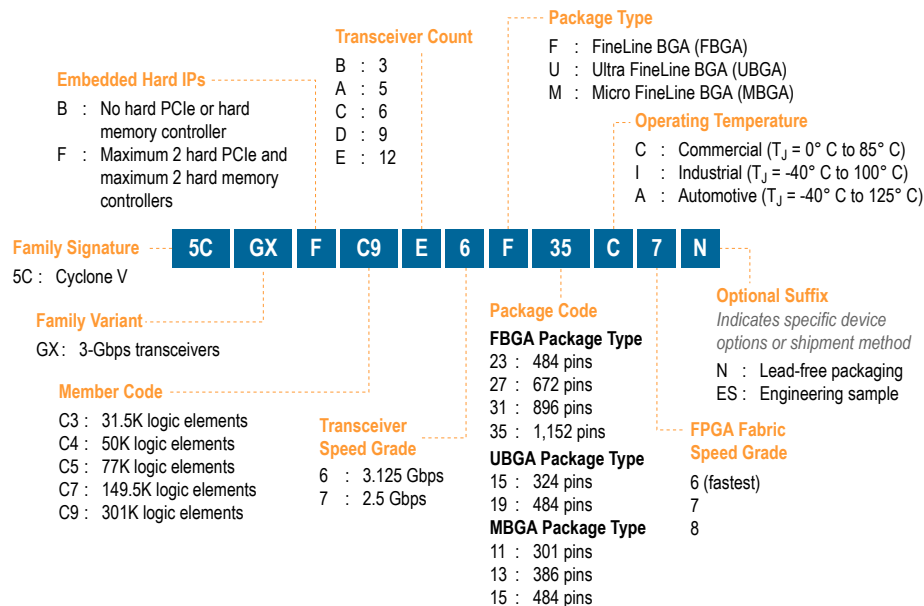 Embedded Hard IPs
B : No hard PCIe or hard
memory controller
F : Maximum 2 hard PCIe and
maximum 2 hard memory
controllers
Transceiver Count
B : 3
A : 5
C : 6
D : 9
E : 12
Package Type
F : FineLine BGA (FBGA)
U : Ultra FineLine BGA (UBGA)
M : Micro FineLine BGA (MBGA)
Operating Temperature
C : Commercial (TJ = 0° C to 85° C)
I : Industrial (TJ = -40° C to 100° C)
A : Automotive (TJ = -40° C to 125° C)
Family Signature
5C : Cyclone V
5C GX F C9 E 6 F 35 C 7 N
Family Variant
GX : 3-Gbps transceivers
Member Code
C3 : 31.5K logic elements
C4 : 50K logic elements
C5 : 77K logic elements
C7 : 149.5K logic elements
C9 : 301K logic elements
Transceiver
Speed Grade
6 : 3.125 Gbps
7 : 2.5 Gbps
Package Code
FBGA Package Type
23 : 484 pins
27 : 672 pins
31 : 896 pins
35 : 1,152 pins
UBGA Package Type
15 : 324 pins
19 : 484 pins
MBGA Package Type
11 : 301 pins
13 : 386 pins
15 : 484 pins
FPGA Fabric
Speed Grade
6 (fastest)
7
8
Optional Suffix
Indicates specific device
options or shipment method
N : Lead-free packaging
ES : Engineering sample